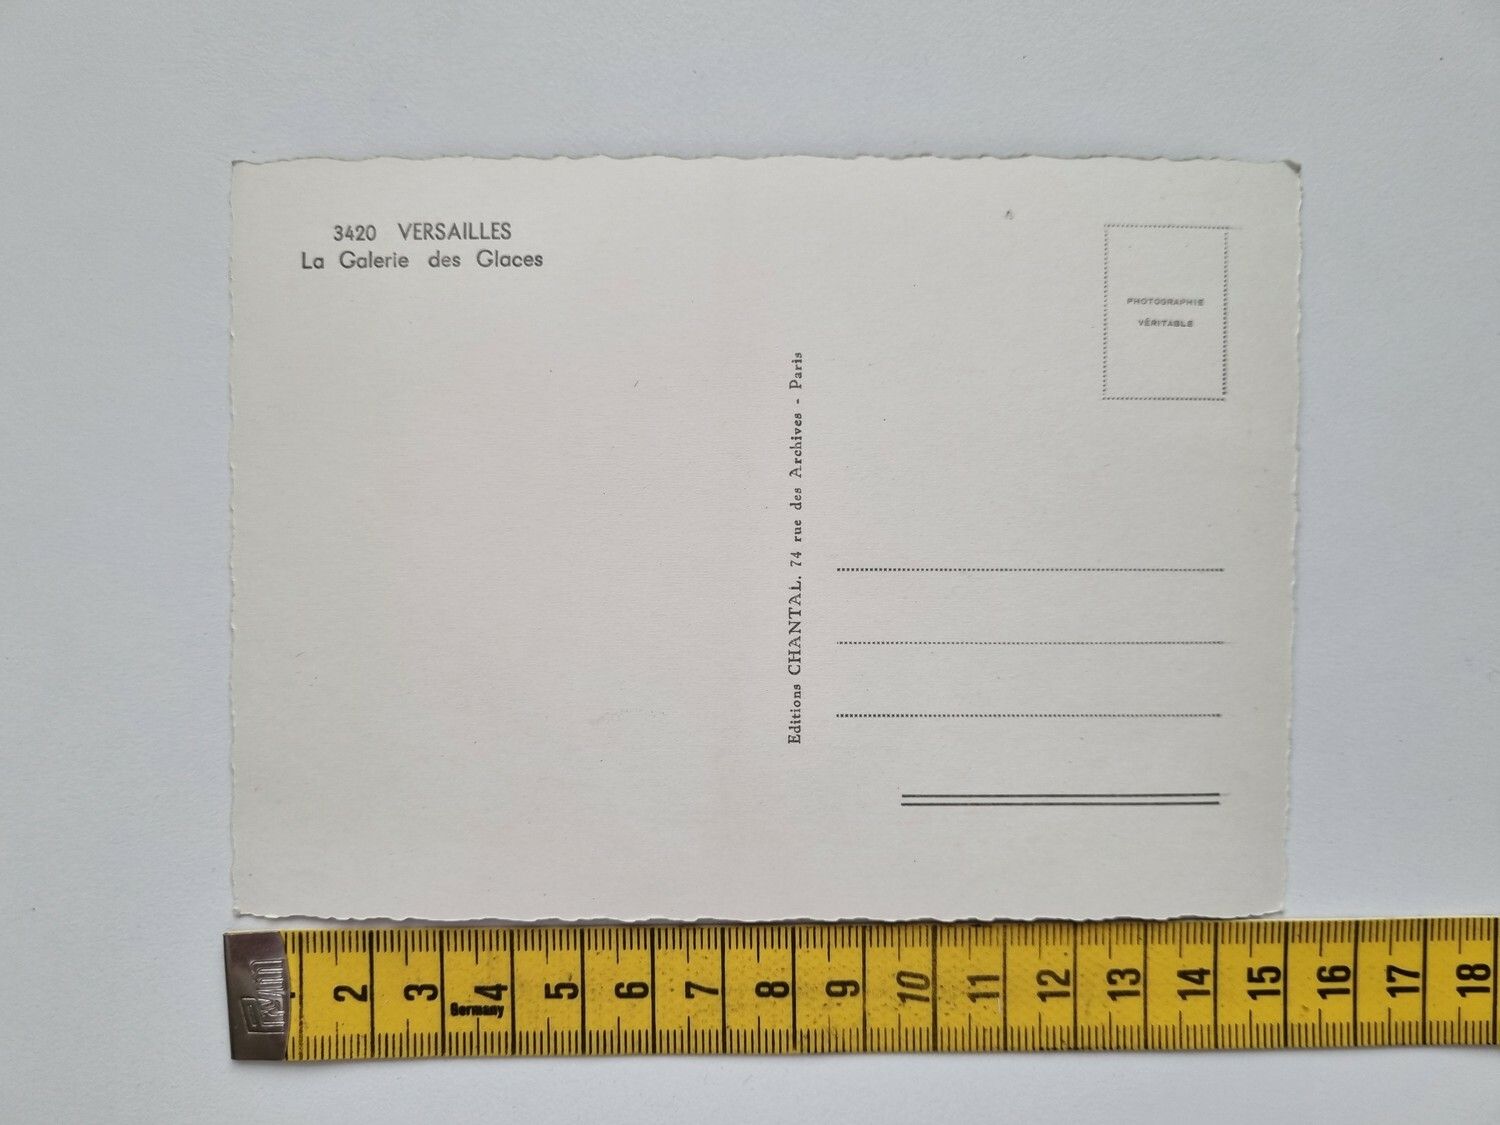 3420 VERSAILLES
La Galerie des Glaces
PHOTOGRAPHIE
VÉRITABLE
Editions CHANTAL. 74 rue des Archives - Paris
2 3 4 5 6 7 8 9 10 11 12 13 14 15 16 17 18
Germany